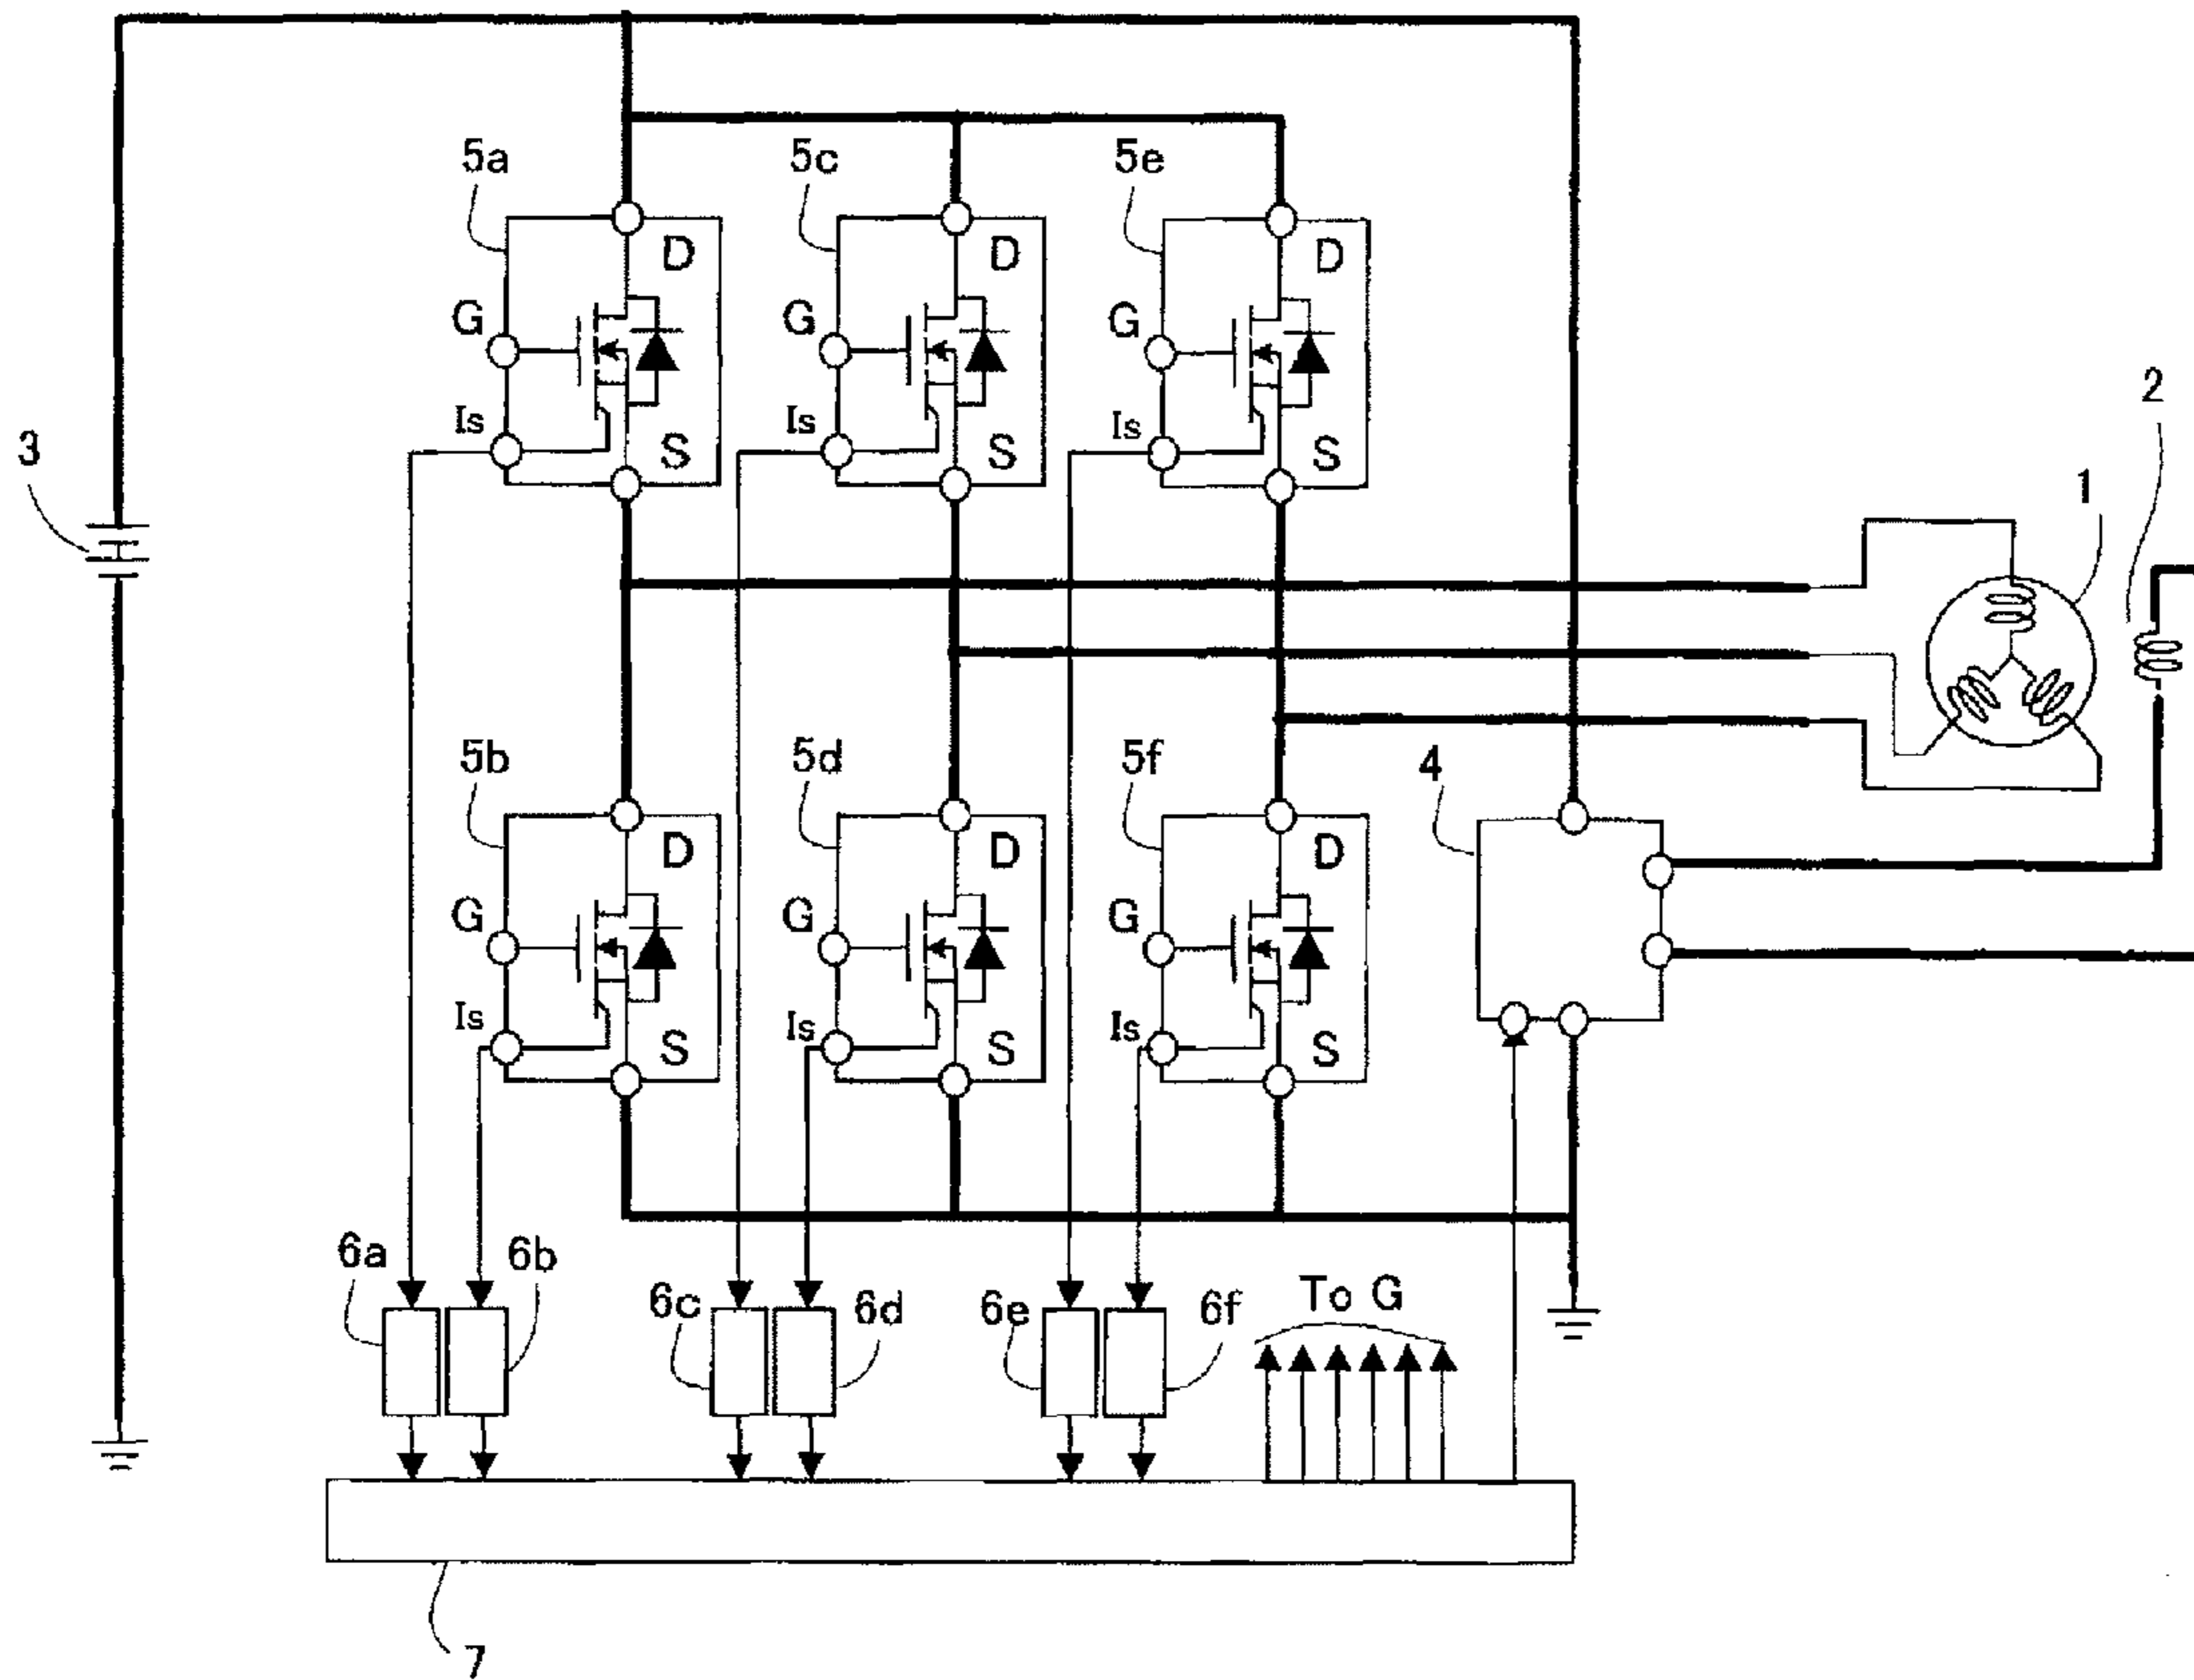 5a 5c 5e
D D D
G G G
2
Is Is Is
3 S S S
1
5b 5d 5f 4
D D D
G G G
Is Is Is
S S S
6a 6b 6c 6d 6e To G 6f
7